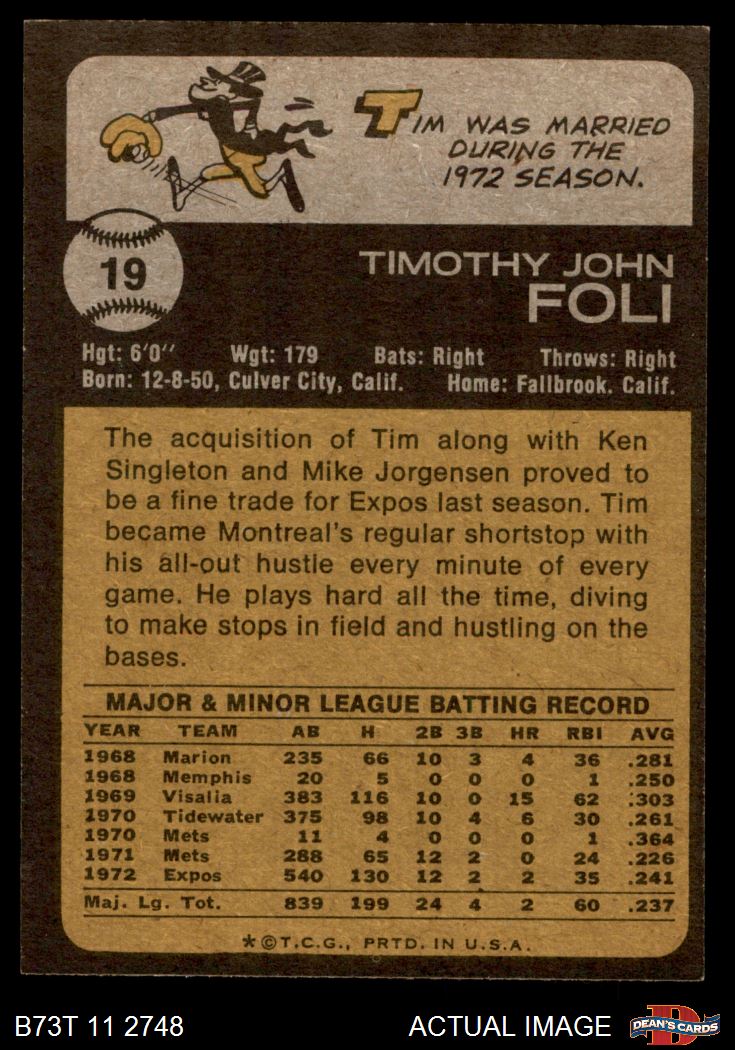 TIM WAS MARRIED
DURING THE
1972 SEASON.
19
TIMOTHY JOHN
FOLI
Hgt: 6'0" Wgt: 179 Bats: Right Throws: Right
Born: 12-8-50, Culver City, Calif. Home: Fallbrook. Calif.
The acquisition of Tim along with Ken
Singleton and Mike Jorgensen proved to
be a fine trade for Expos last season. Tim
became Montreal's regular shortstop with
his all-out hustle every minute of every
game. He plays hard all the time, diving
to make stops in field and hustling on the
bases.
MAJOR & MINOR LEAGUE BATTING RECORD
YEAR TEAM AB H 2B 3B HR RBI AVG
1968 Marion 235 66 10 3 4 36 .281
1968 Memphis 20 5 0 0 0 1 .250
1969 Visalia 383 116 10 0 15 62 .303
1970 Tidewater 375 98 10 4 6 30 .261
1970 Mets 11 4 0 0 0 1 .364
1971 Mets 288 65 12 2 0 24 .226
1972 Expos 540 130 12 2 2 35 .241
Maj. Lg. Tot. 839 199 24 4 2 60 .237
*©T.C.G., PRTD. IN U.S.A.
B73T 11 2748 ACTUAL IMAGE D DEAN'S CARDS